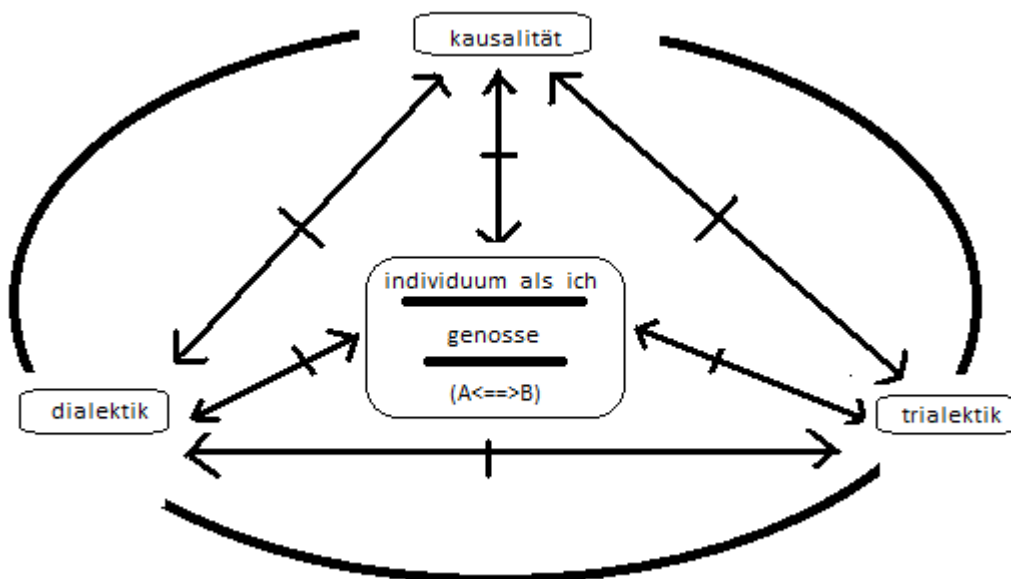 kausalität
individuum als ich
genosse
(A<==>B)
dialektik
trialektik